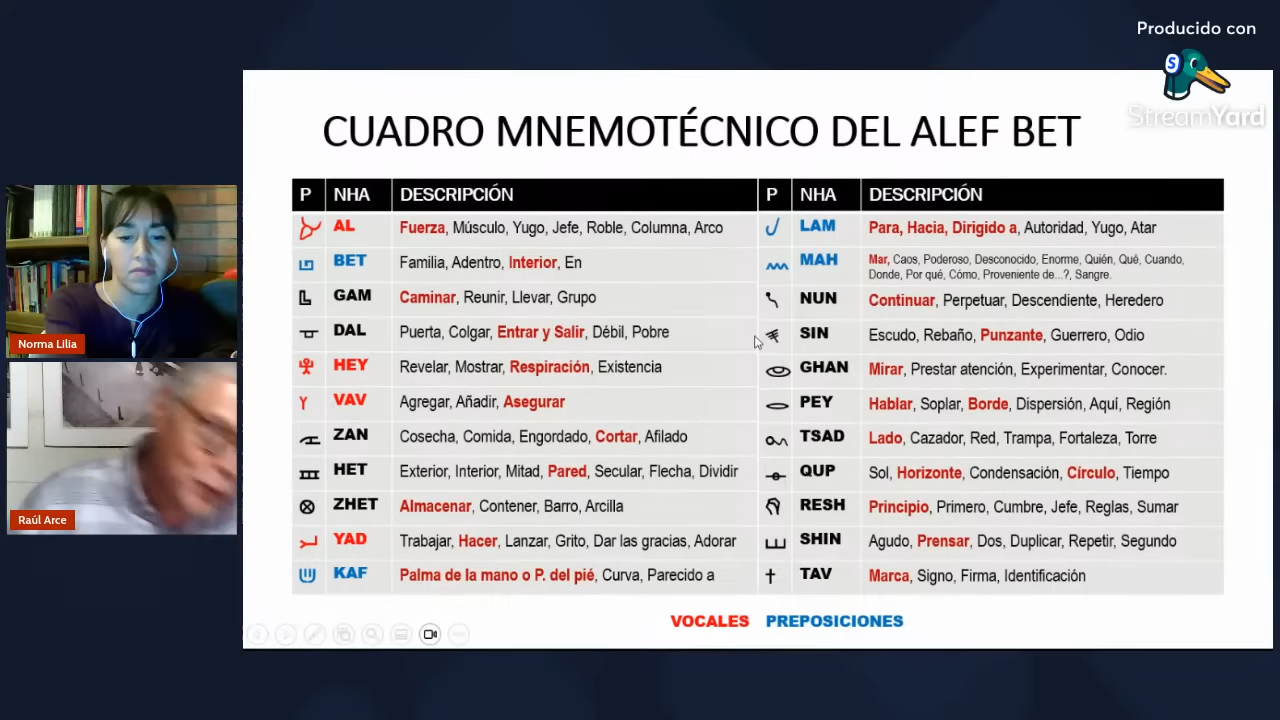 Producido con
StreamYard
CUADRO MNEMOTÉCNICO DEL ALEF BET
P NHA DESCRIPCIÓN P NHA DESCRIPCIÓN
AL Fuerza, Músculo, Yugo, Jefe, Roble, Columna, Arco
LAM Para, Hacia, Dirigido a, Autoridad, Yugo, Atar
BET Familia, Adentro, Interior, En
MAH Mar, Caos, Poderoso, Desconocido, Enorme, Quién, Qué, Cuando,
Donde, Por qué, Cómo, Proveniente de...?, Sangre.
GAM Caminar, Reunir, Llevar, Grupo
NUN Continuar, Perpetuar, Descendiente, Heredero
DAL Puerta, Colgar, Entrar y Salir, Débil, Pobre
SIN Escudo, Rebaño, Punzante, Guerrero, Odio
HEY Revelar, Mostrar, Respiración, Existencia
GHAN Mirar, Prestar atención, Experimentar, Conocer.
VAV Agregar, Añadir, Asegurar
PEY Hablar, Soplar, Borde, Dispersión, Aquí, Región
ZAN Cosecha, Comida, Engordado, Cortar, Afilado
TSAD Lado, Cazador, Red, Trampa, Fortaleza, Torre
HET Exterior, Interior, Mitad, Pared, Secular, Flecha, Dividir
QUP Sol, Horizonte, Condensación, Círculo, Tiempo
ZHET Almacenar, Contener, Barro, Arcilla
RESH Principio, Primero, Cumbre, Jefe, Reglas, Sumar
YAD Trabajar, Hacer, Lanzar, Grito, Dar las gracias, Adorar
SHIN Agudo, Prensar, Dos, Duplicar, Repetir, Segundo
KAF Palma de la mano o P. del pié, Curva, Parecido a
TAV Marca, Signo, Firma, Identificación
VOCALES PREPOSICIONES
Norma Lilia
Raúl Arce